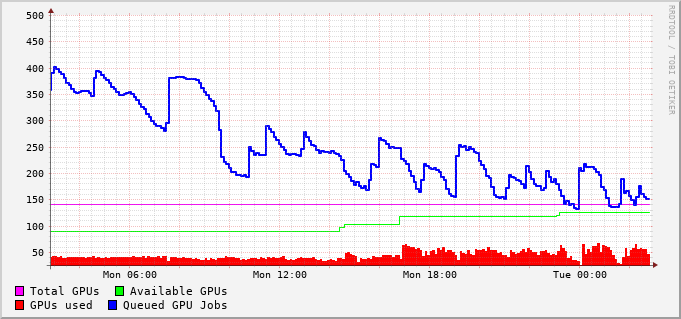 500
450
400
350
300
250
200
150
100
50
Mon 06:00 Mon 12:00 Mon 18:00 Tue 00:00
Total GPUs Available GPUs
GPUs used Queued GPU Jobs
RRDTOOL / TOBI OETIKER